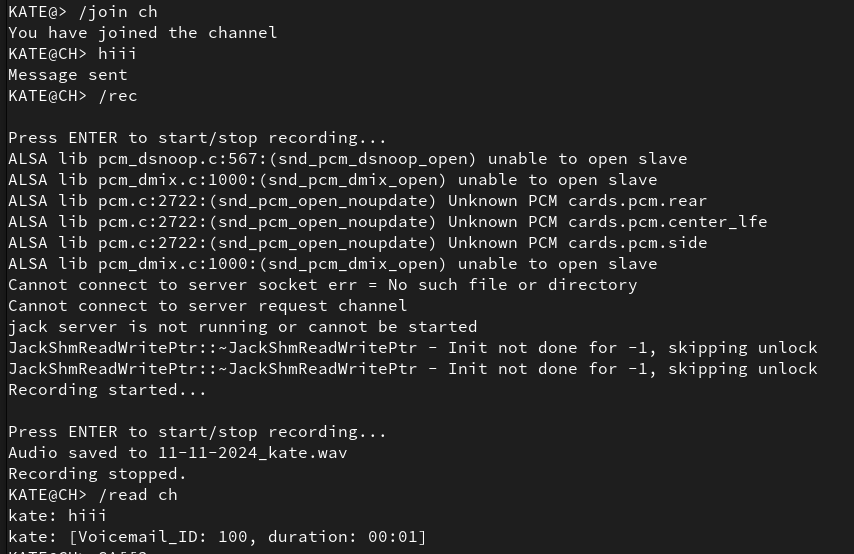 KATE@> /join ch
You have joined the channel
KATE@CH> hiii
Message sent
KATE@CH> /rec
Press ENTER to start/stop recording...
ALSA lib pcm_dsnoop.c:567:(snd_pcm_dsnoop_open) unable to open slave
ALSA lib pcm_dmix.c:1000:(snd_pcm_dmix_open) unable to open slave
ALSA lib pcm.c:2722:(snd_pcm_open_noupdate) Unknown PCM cards.pcm.rear
ALSA lib pcm.c:2722:(snd_pcm_open_noupdate) Unknown PCM cards.pcm.center_lfe
ALSA lib pcm.c:2722:(snd_pcm_open_noupdate) Unknown PCM cards.pcm.side
ALSA lib pcm_dmix.c:1000:(snd_pcm_dmix_open) unable to open slave
Cannot connect to server socket err = No such file or directory
Cannot connect to server request channel
jack server is not running or cannot be started
JackShmReadWritePtr::~JackShmReadWritePtr - Init not done for -1, skipping unlock
JackShmReadWritePtr::~JackShmReadWritePtr - Init not done for -1, skipping unlock
Recording started...
Press ENTER to start/stop recording...
Audio saved to 11-11-2024_kate.wav
Recording stopped.
KATE@CH> /read ch
kate: hiii
kate: [Voicemail_ID: 100, duration: 00:01]
KATE@CH>